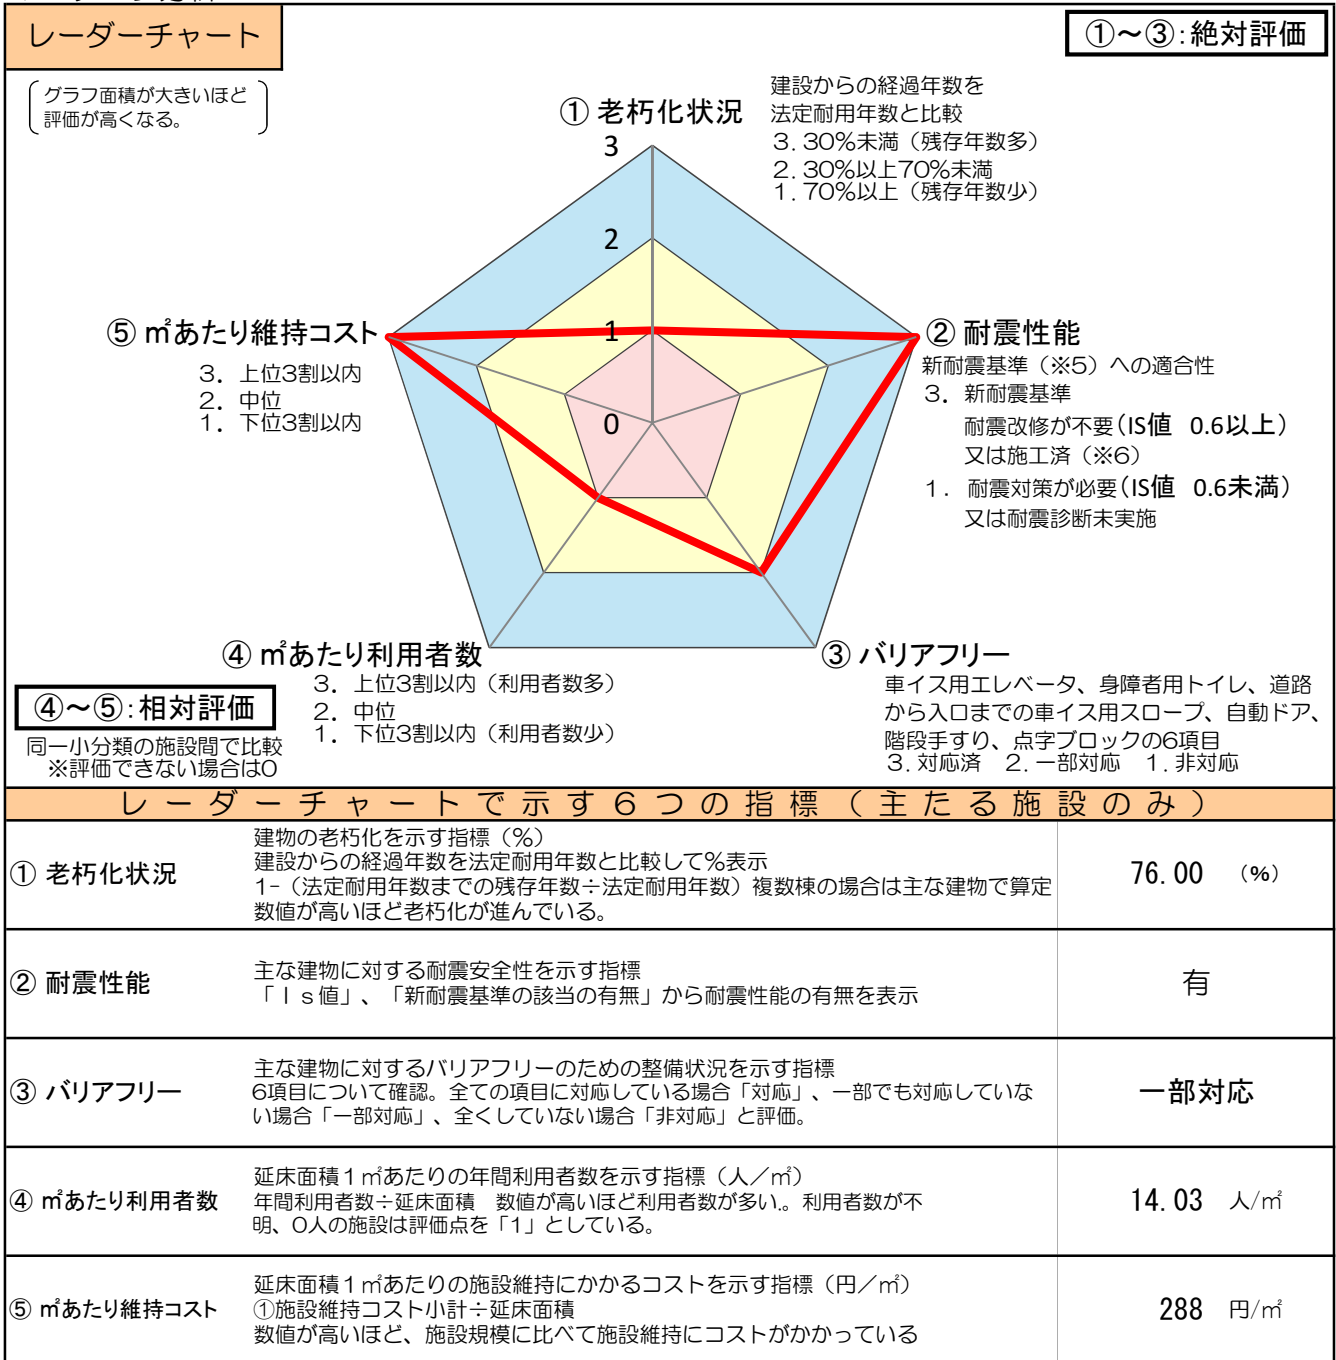 レーダーチャート
①～③:絶対評価
グラフ面積が大きいほど
評価が高くなる。
① 老朽化状況
建設からの経過年数を
法定耐用年数と比較
3．30%未満（残存年数多）
2．30%以上70%未満
1．70%以上（残存年数少）
3
2
1
0
⑤ ㎡あたり維持コスト
3．上位3割以内
2．中位
1．下位3割以内
② 耐震性能
新耐震基準（※5）への適合性
3．新耐震基準
耐震改修が不要(IS値 0.6以上)
又は施工済（※6）
1．耐震対策が必要(IS値 0.6未満)
又は耐震診断未実施
④ ㎡あたり利用者数
3．上位3割以内（利用者数多）
2．中位
1．下位3割以内（利用者数少）
③ バリアフリー
車イス用エレベータ、身障者用トイレ、道路
から入口までの車イス用スロープ、自動ドア、
階段手すり、点字ブロックの6項目
3．対応済 2．一部対応 1．非対応
④～⑤:相対評価
同一小分類の施設間で比較
※評価できない場合は0
レーダーチャートで示す6つの指標（主たる施設のみ）
① 老朽化状況
建物の老朽化を示す指標（%）
建設からの経過年数を法定耐用年数と比較して%表示
1-（法定耐用年数までの残存年数÷法定耐用年数）複数棟の場合は主な建物で算定
数値が高いほど老朽化が進んでいる。
76.00 （%）
② 耐震性能
主な建物に対する耐震安全性を示す指標
「Ｉｓ値」、「新耐震基準の該当の有無」から耐震性能の有無を表示
有
③ バリアフリー
主な建物に対するバリアフリーのための整備状況を示す指標
6項目について確認。全ての項目に対応している場合「対応」、一部でも対応していな
い場合「一部対応」、全くしていない場合「非対応」と評価。
一部対応
④ ㎡あたり利用者数
延床面積１㎡あたりの年間利用者数を示す指標（人／㎡）
年間利用者数÷延床面積 数値が高いほど利用者数が多い。利用者数が不
明、0人の施設は評価点を「1」としている。
14.03 人/㎡
⑤ ㎡あたり維持コスト
延床面積１㎡あたりの施設維持にかかるコストを示す指標（円／㎡）
①施設維持コスト小計÷延床面積
数値が高いほど、施設規模に比べて施設維持にコストがかかっている
288 円/㎡